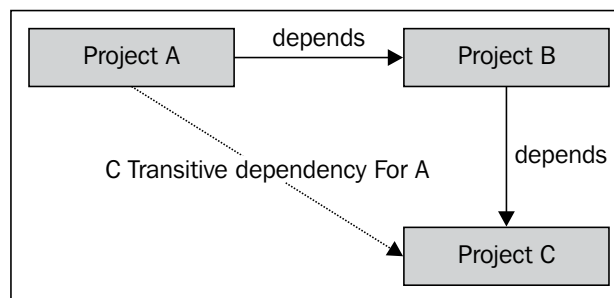 Project A
depends
Project B
C Transitive dependency For A
depends
Project C